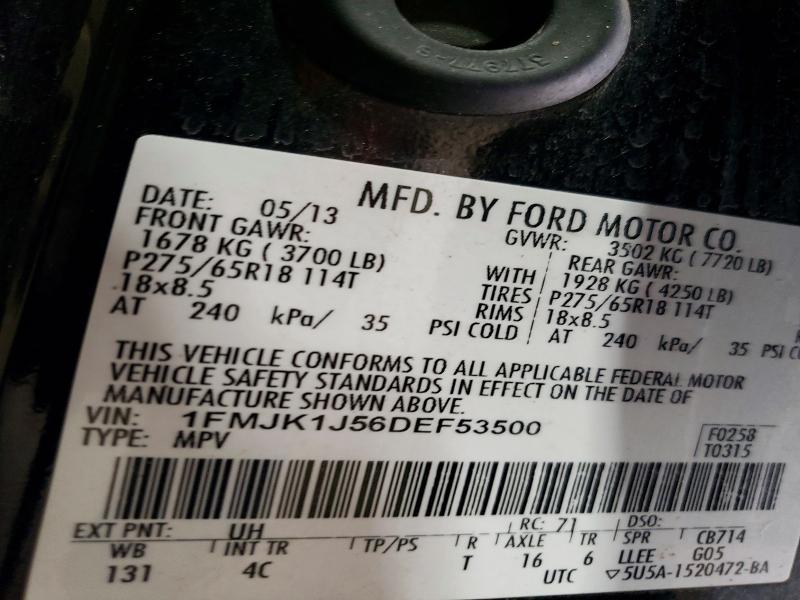 377977-S
MFD. BY FORD MOTOR CO.
DATE: 05/13 GVWR: 3502 KG ( 7720 LB)
FRONT GAWR: REAR GAWR:
1678 KG ( 3700 LB) WITH 1928 KG ( 4250 LB)
P275/65R18 114T TIRES P275/65R18 114T
18x8.5 RIMS 18x8.5
AT 240 kPa/ 35 PSI COLD AT 240 kPa/ 35 PSI
THIS VEHICLE CONFORMS TO ALL APPLICABLE FEDERAL MOTOR
VEHICLE SAFETY STANDARDS IN EFFECT ON THE DATE OF
MANUFACTURE SHOWN ABOVE.
VIN: 1FMJK1J56DEF53500
TYPE: MPV
F0258
T0315
EXT PNT: UH RC: 71 DSO:
WB INT TR TP/PS R AXLE TR SPR CB714
131 4C T 16 6 LLEE G05
UTC ▽5U5A-1520472-BA